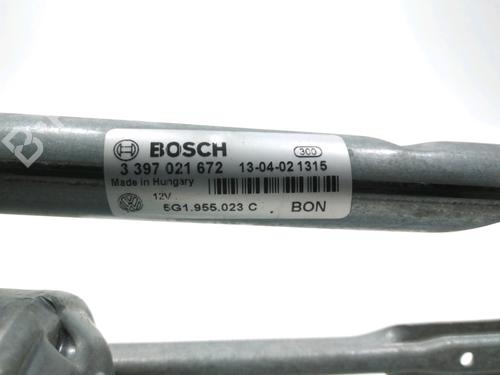 BOSCH
300
3 397 021 672 13-04-02 1315
Made in Hungary
12V
5G1.955.023 C BON